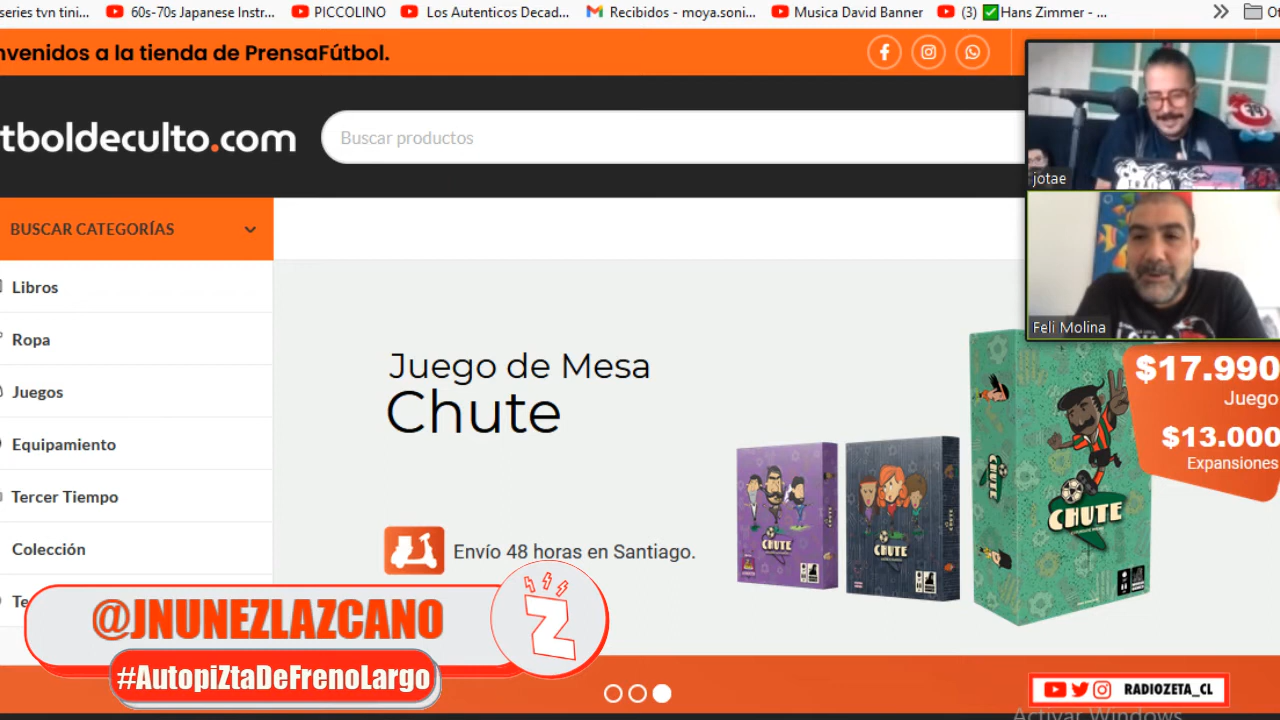 series tvn tini...
60s-70s Japanese Instr...
PICCOLINO
Los Autenticos Decad...
Recibidos - moya.soni...
Musica David Banner
(3) ✅Hans Zimmer - ...
nvenidos a la tienda de PrensaFútbol.
tboldeculto.com
Buscar productos
jotae
BUSCAR CATEGORÍAS
Libros
Ropa
Juegos
Equipamiento
Tercer Tiempo
Colección
Te
Feli Molina
Juego de Mesa
Chute
$17.990
Juego
$13.000
Expansiones
CHUTE
CHUTE
CHUTE
Envío 48 horas en Santiago.
@JNUNEZLAZCANO
Z
#AutopiZtaDeFrenoLargo
RADIOZETA_CL
Activar Windows